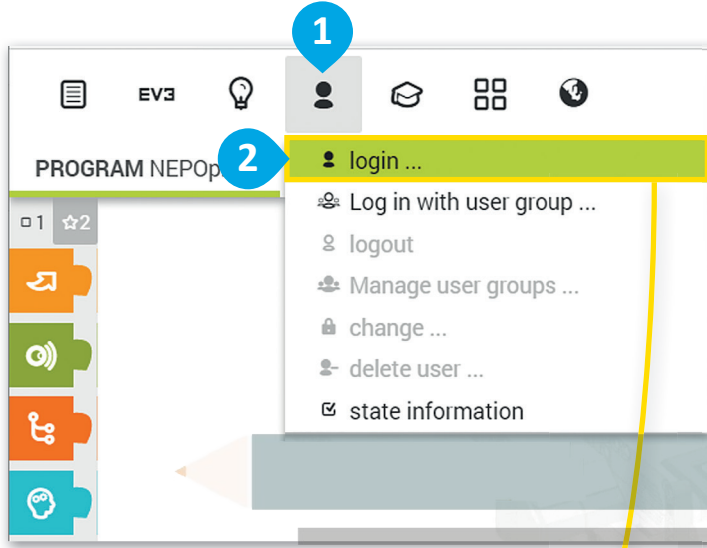 1
EV3
PROGRAM NEPOp
2
login ...
Log in with user group ...
1
2
logout
Manage user groups ...
change ...
delete user ...
state information